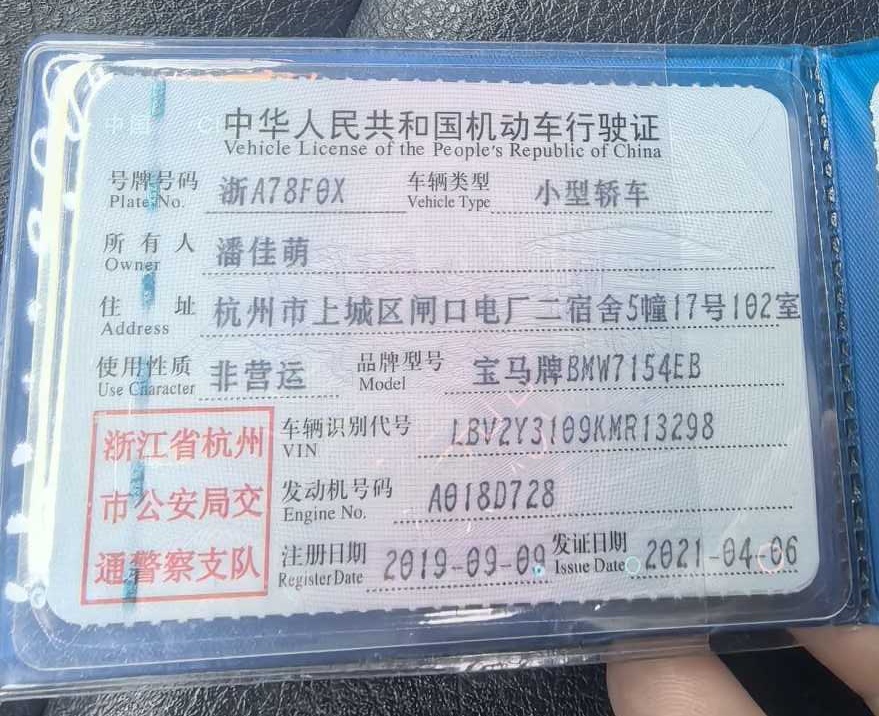 中华人民共和国机动车行驶证
Vehicle License of the People's Republic of China
号牌号码 浙A78F0X 车辆类型 小型轿车
Plate No. Vehicle Type
所有人 潘佳萌
Owner
住址 杭州市上城区闸口电厂二宿舍5幢17号102室
Address
使用性质 非营运 品牌型号 宝马牌BMW7154EB
Use Character Model
浙江省杭州
市公安局交
通警察支队
车辆识别代号 LBV2Y3109KMR13298
VIN
发动机号码 A018D728
Engine No.
注册日期 2019-09-09 发证日期 2021-04-06
Register Date Issue Date